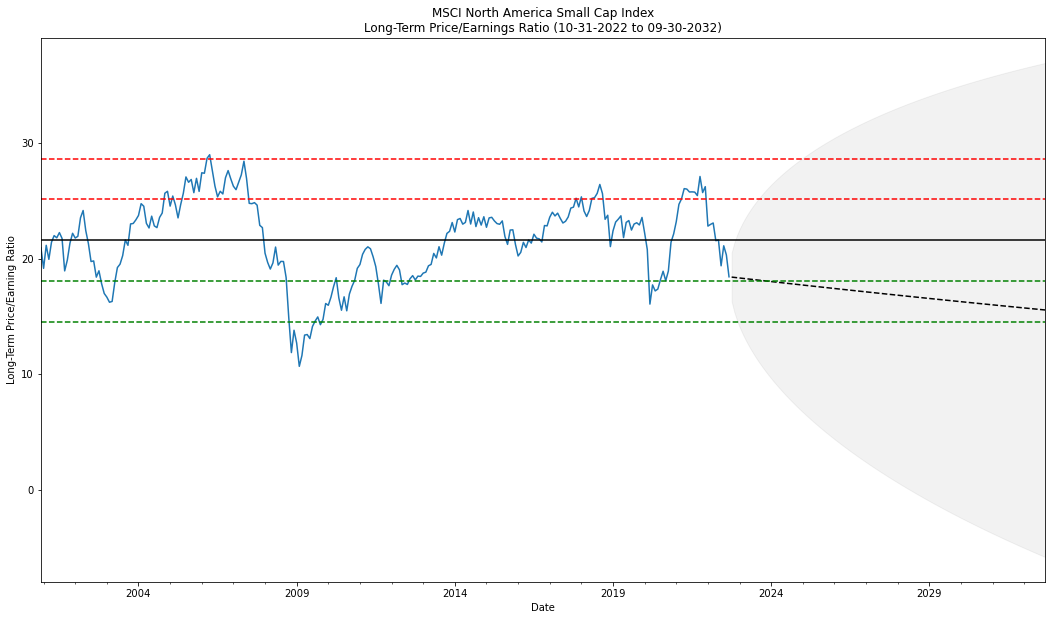 MSCI North America Small Cap Index
Long-Term Price/Earnings Ratio (10-31-2022 to 09-30-2032)
Long-Term Price/Earning Ratio
30
20
10
0
2004
2009
2014
2019
2024
2029
Date